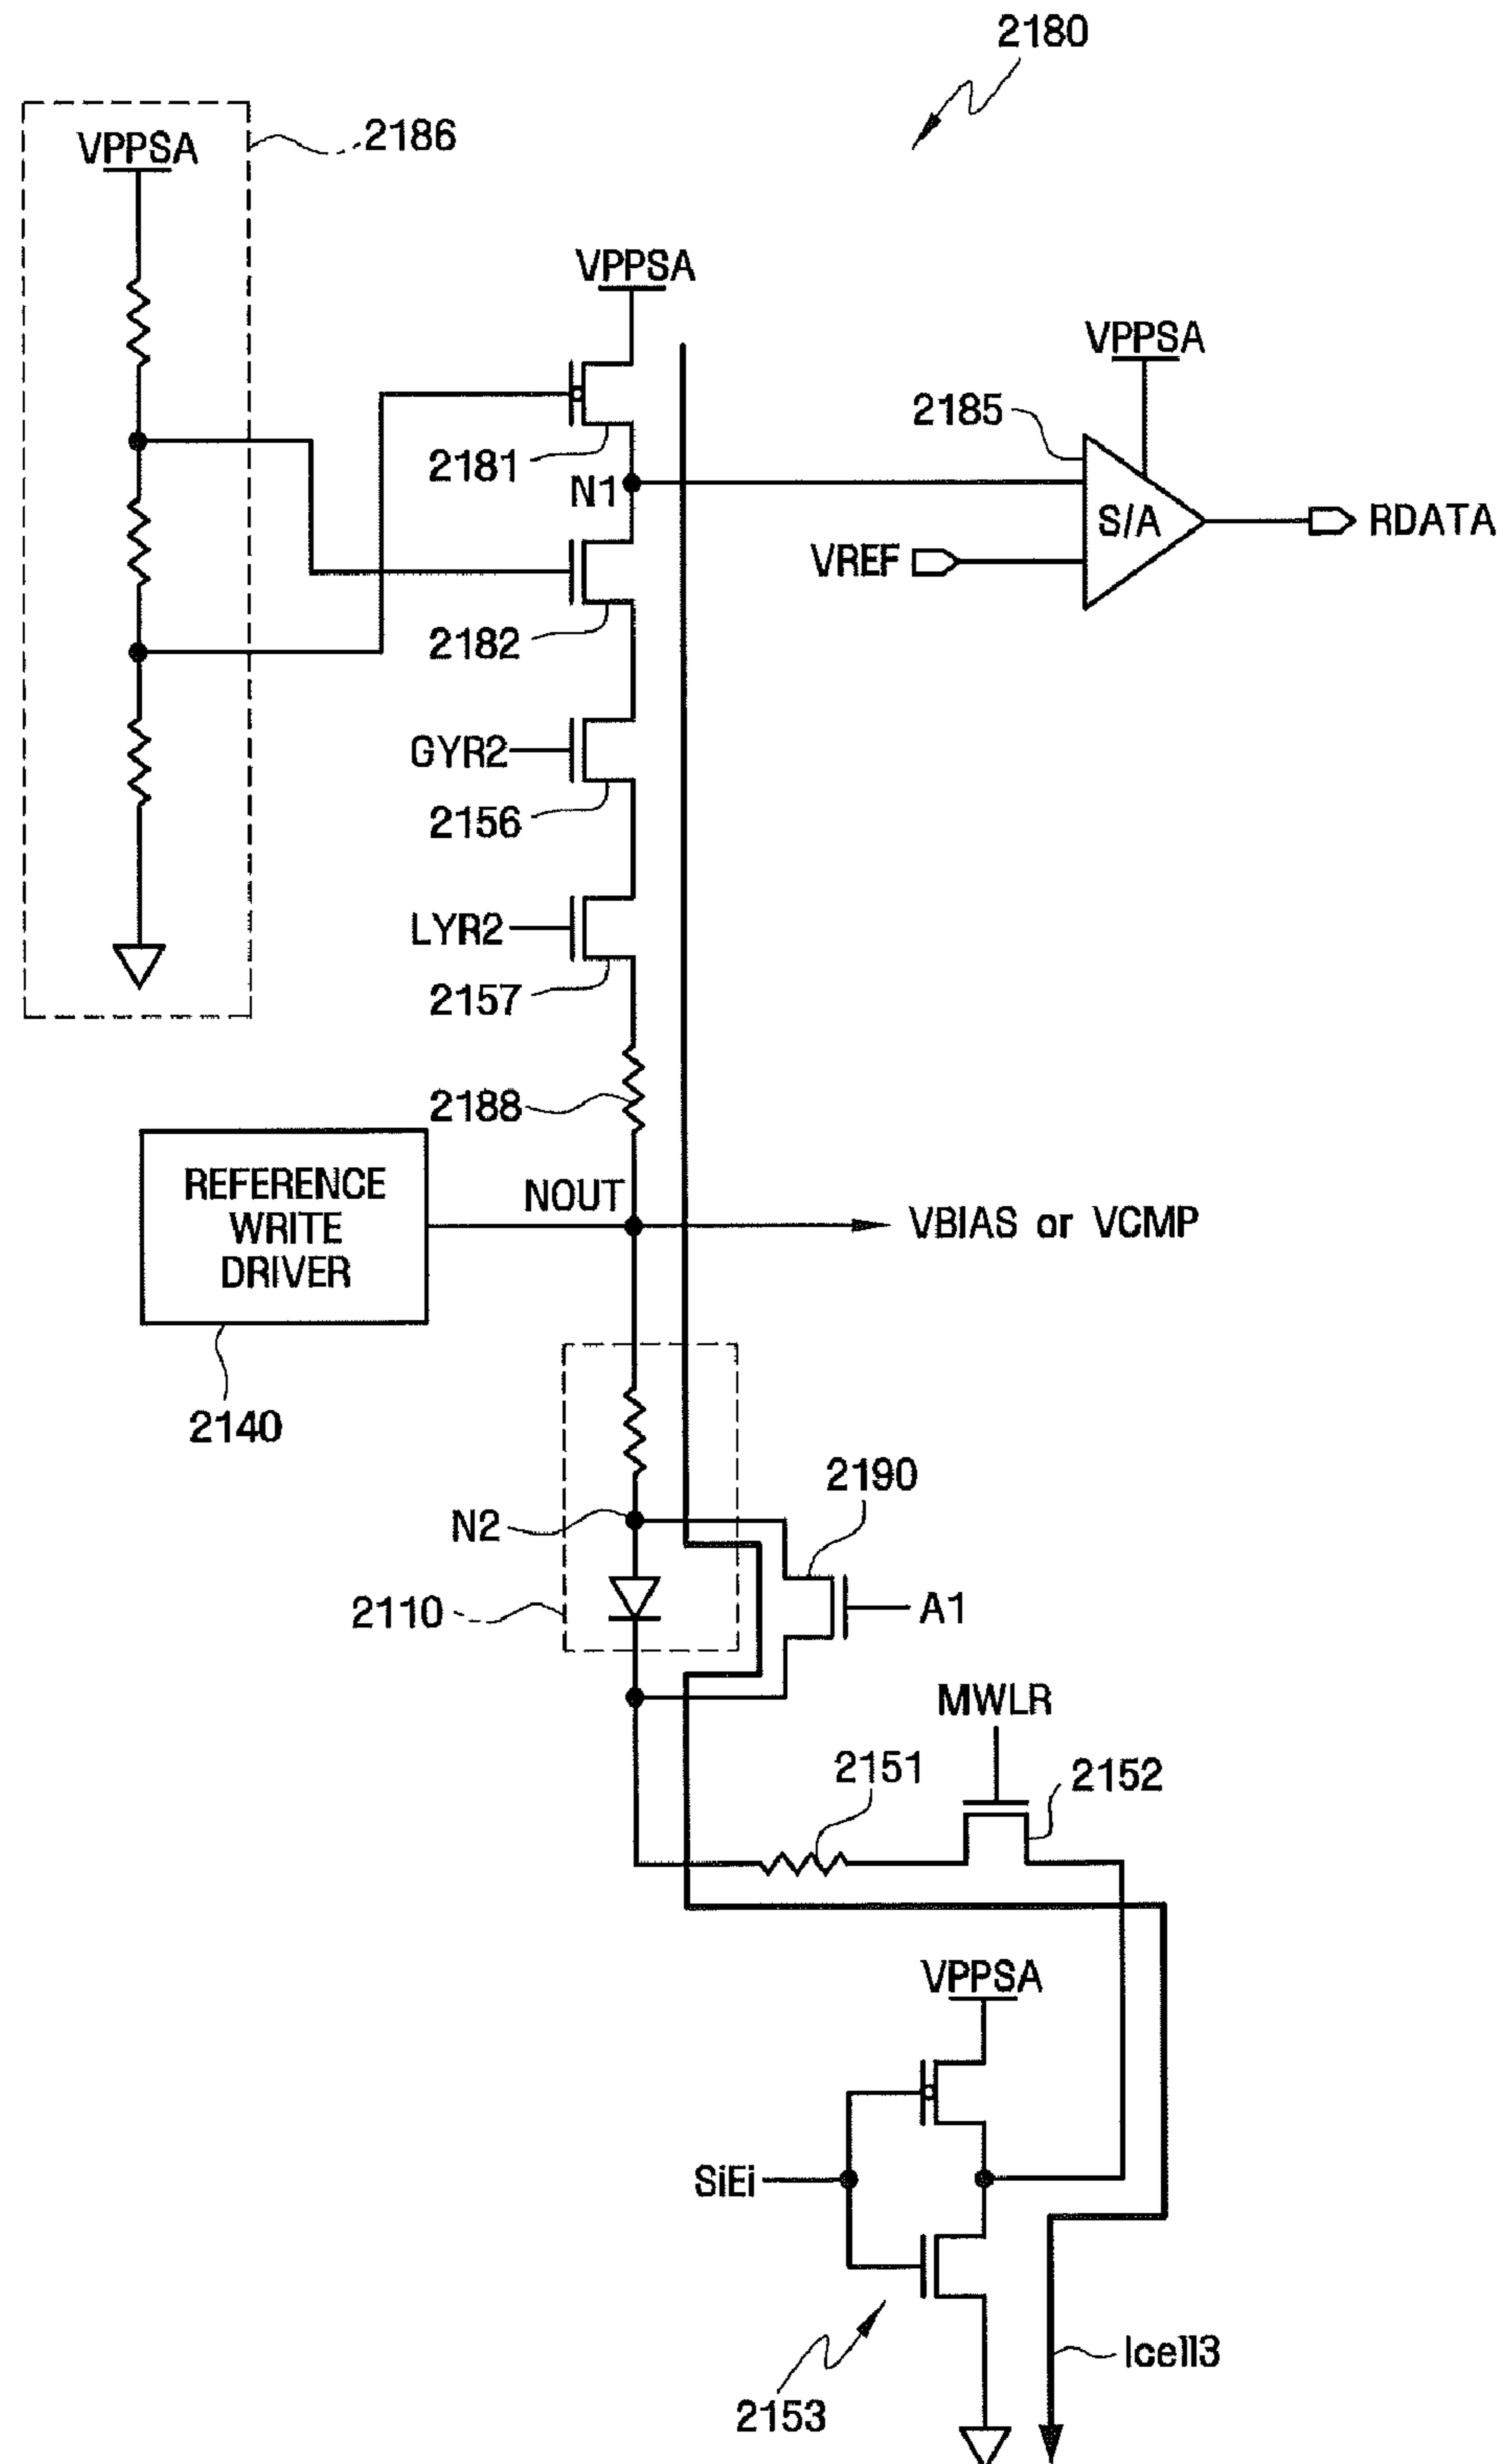 2180
VPPSA
2186
VPPSA
VPPSA
2185
2181
N1
S/A
RDATA
VREF
2182
GYR2
2156
LYR2
2157
2188
REFERENCE
WRITE
DRIVER
NOUT
VBIAS or VCMP
2140
2190
N2
2110
A1
MWLR
2151
2152
VPPSA
SiEi
Icell3
2153